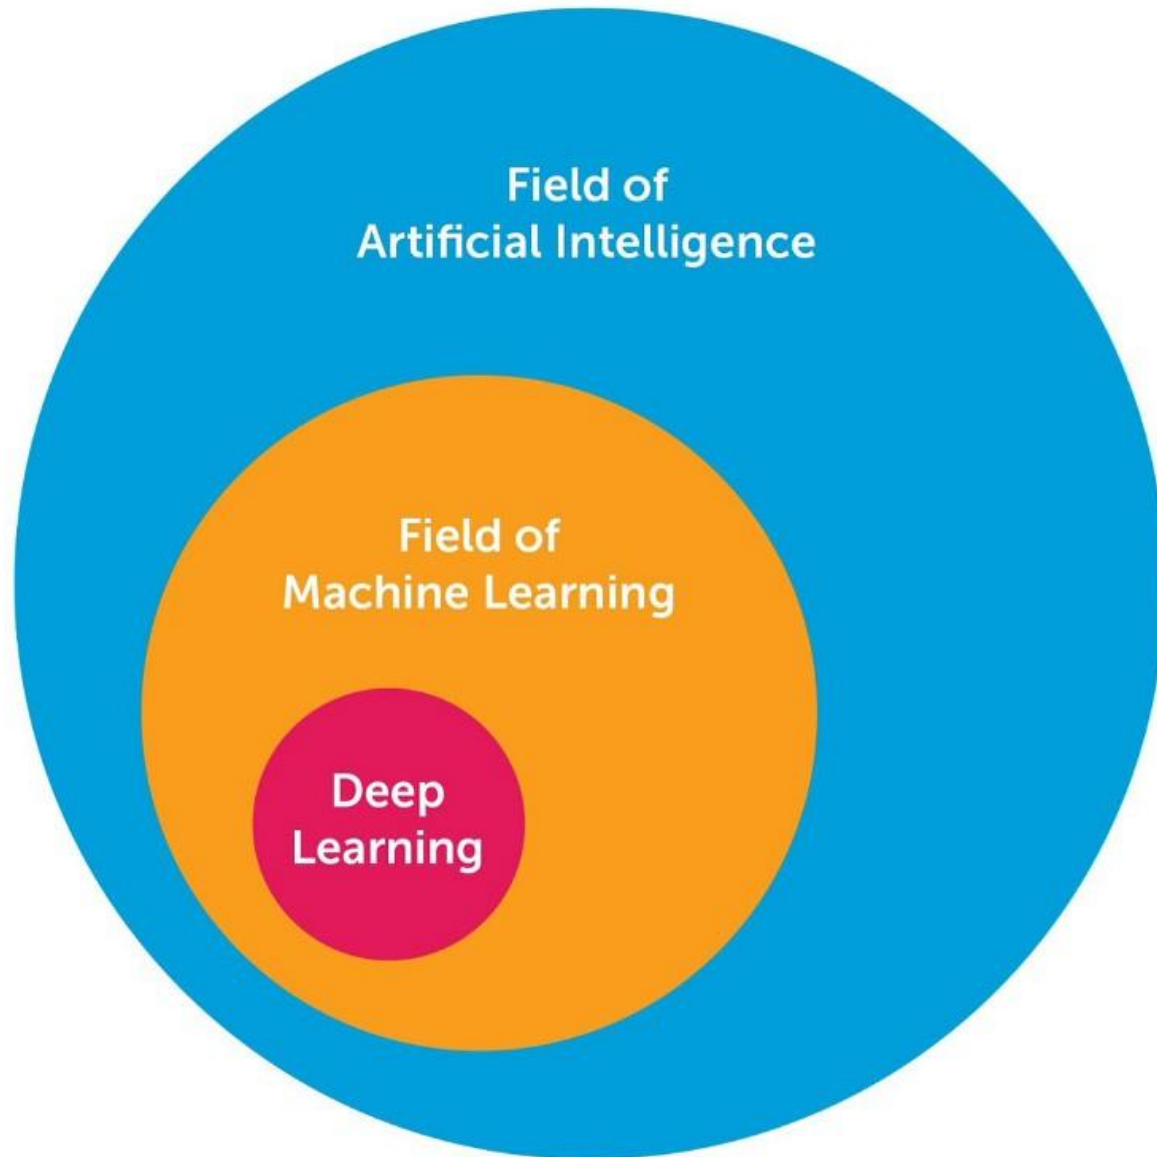 Field of
Artificial Intelligence
Field of
Machine Learning
Deep
Learning